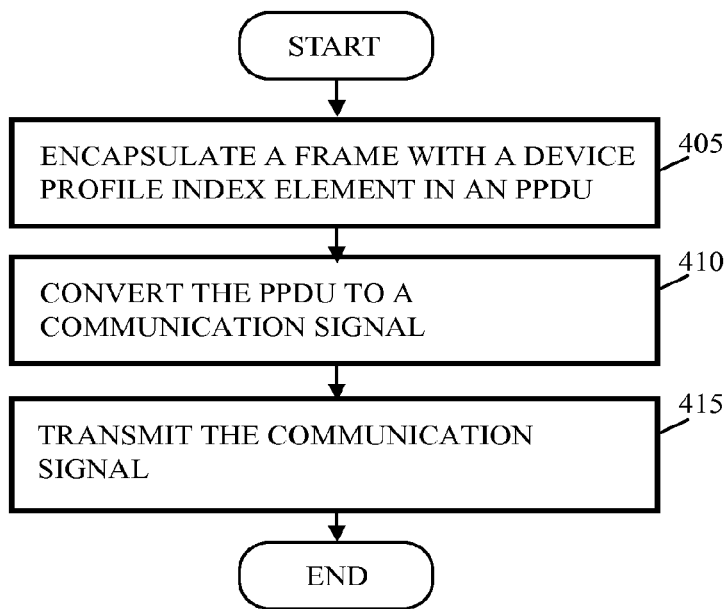 START
ENCAPSULATE A FRAME WITH A DEVICE
PROFILE INDEX ELEMENT IN AN PPDU
405
CONVERT THE PPDU TO A
COMMUNICATION SIGNAL
410
TRANSMIT THE COMMUNICATION
SIGNAL
415
END